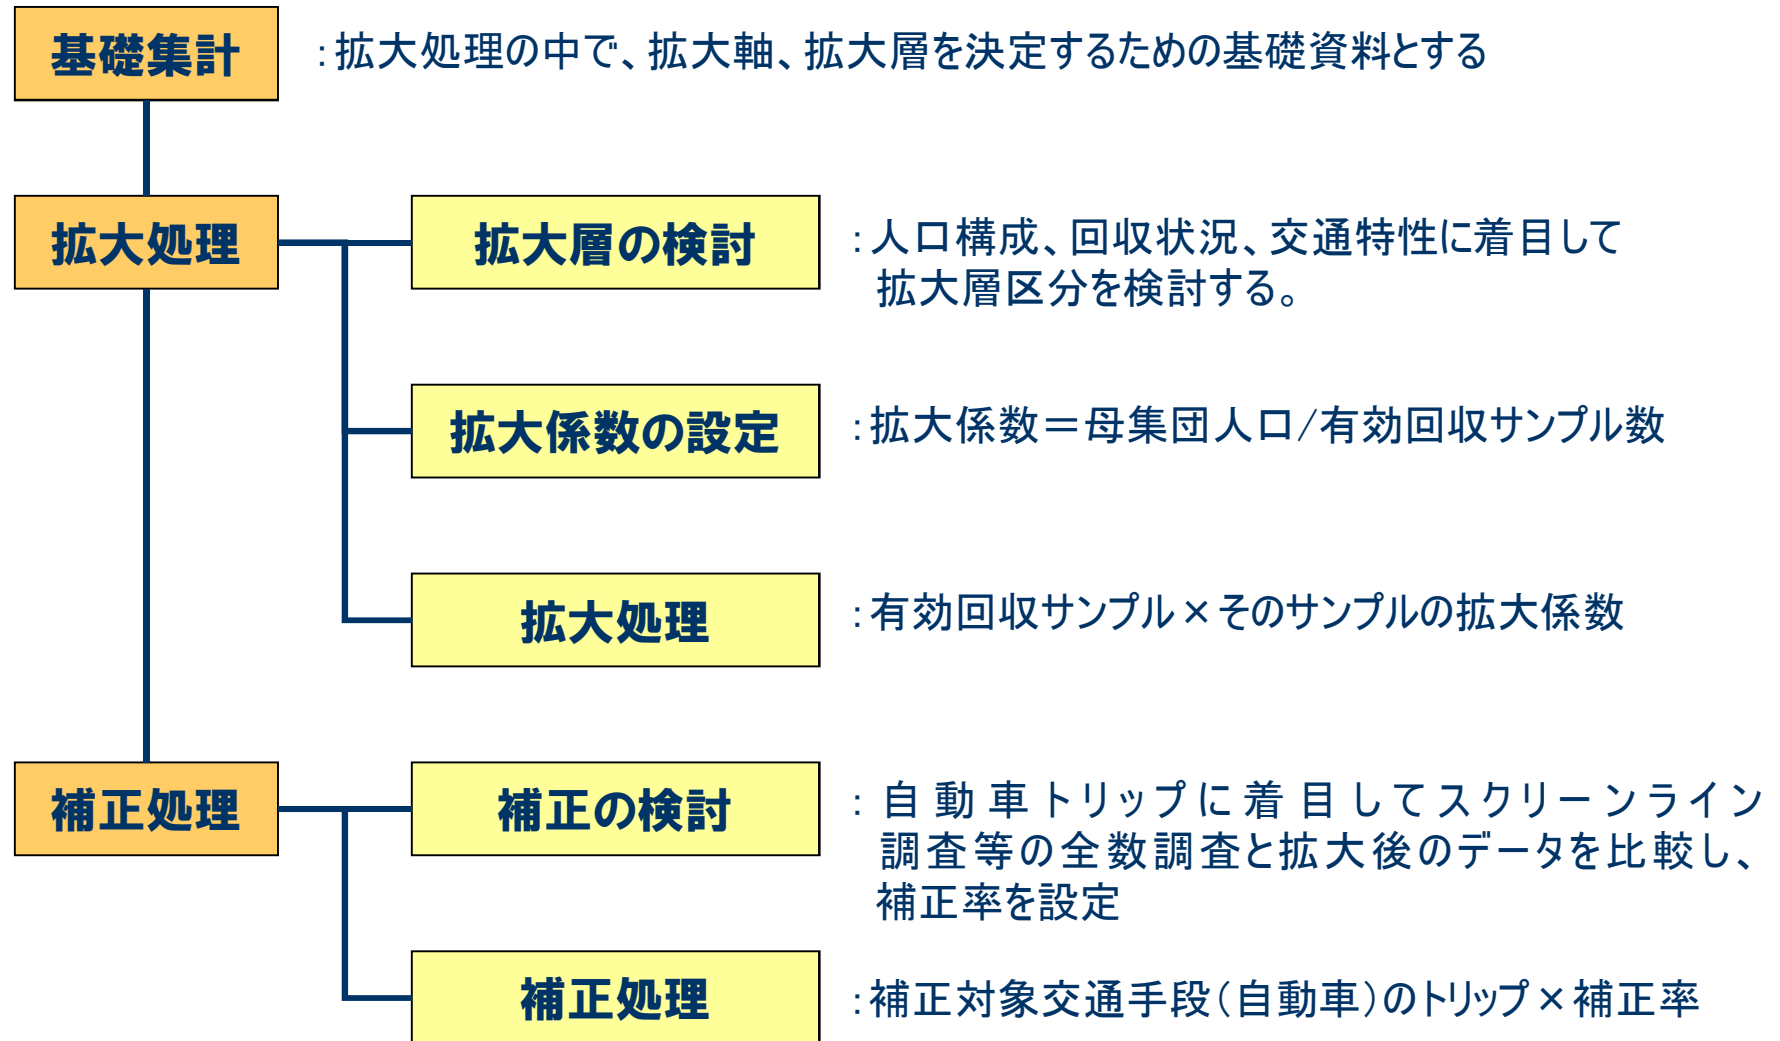 基礎集計
：拡大処理の中で、拡大軸、拡大層を決定するための基礎資料とする
拡大処理
拡大層の検討
：人口構成、回収状況、交通特性に着目して
拡大層区分を検討する。
拡大係数の設定
：拡大係数＝母集団人口/有効回収サンプル数
拡大処理
：有効回収サンプル×そのサンプルの拡大係数
補正処理
補正の検討
：自動車トリップに着目してスクリーンライン
調査等の全数調査と拡大後のデータを比較し、
補正率を設定
補正処理
：補正対象交通手段（自動車）のトリップ×補正率